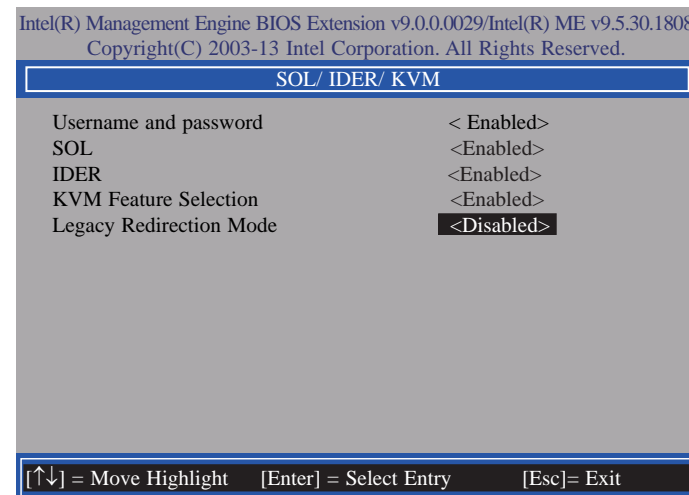 Intel(R) Management Engine BIOS Extension v9.0.0.0029/Intel(R) ME v9.5.30.1808
Copyright(C) 2003-13 Intel Corporation. All Rights Reserved.
SOL/ IDER/ KVM
Username and password < Enabled>
SOL <Enabled>
IDER <Enabled>
KVM Feature Selection <Enabled>
Legacy Redirection Mode <Disabled>
[↑↓] = Move Highlight [Enter] = Select Entry [Esc]= Exit